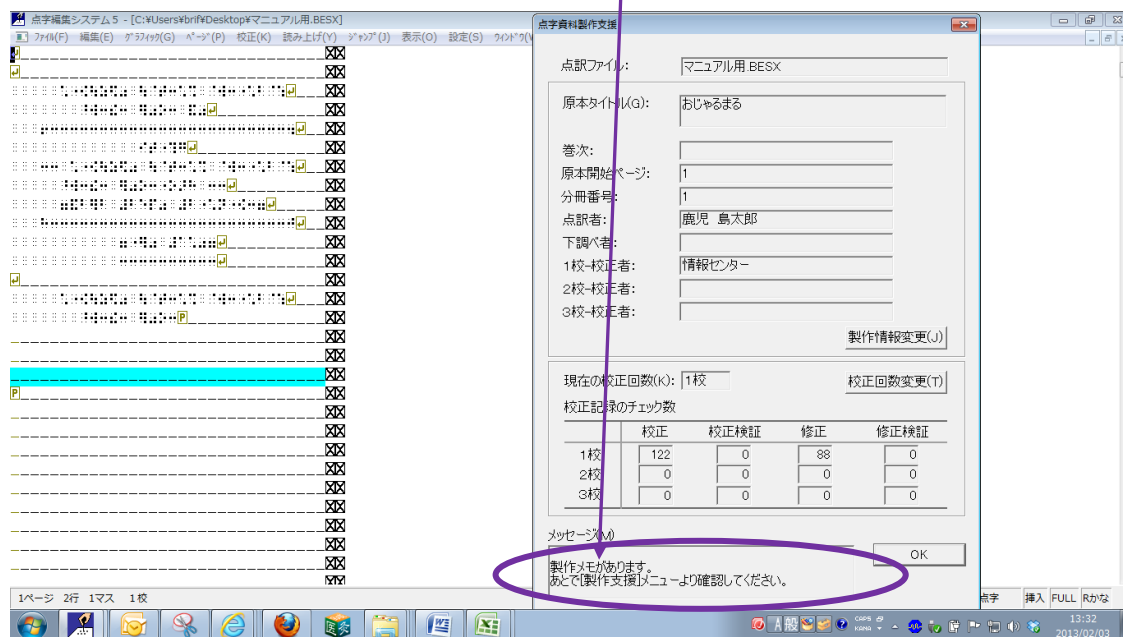 点字編集システム5 - [C:¥Users¥brif¥Desktop¥マニュアル用.BESX]
ﾌｧｲﾙ(F) 編集(E) ｸﾞﾗﾌｨｯｸ(G) ﾍﾟｰｼﾞ(P) 校正(K) 読み上げ(Y) ｼﾞｬﾝﾌﾟ(J) 表示(O) 設定(S) ｳｨﾝﾄﾞｳ(V
点字資料製作支援
点訳ファイル: マニュアル用.BESX
原本タイトル(G): おじゃるまる
巻次:
原本開始ページ: 1
分冊番号: 1
点訳者: 鹿児 島太郎
下調べ者:
1校-校正者: 情報センター
2校-校正者:
3校-校正者:
製作情報変更(J)
現在の校正回数(K): 1校 校正回数変更(T)
校正記録のチェック数
校正 校正検証 修正 修正検証
1校 122 0 88 0
2校 0 0 0 0
3校 0 0 0 0
メッセージ(M)
製作メモがあります。
あとで[製作支援]メニューより確認してください。
OK
1ページ 2行 1マス 1校 点字 挿入 FULL Rかな
A 般 CAPS KANA 13:32
2013/02/03